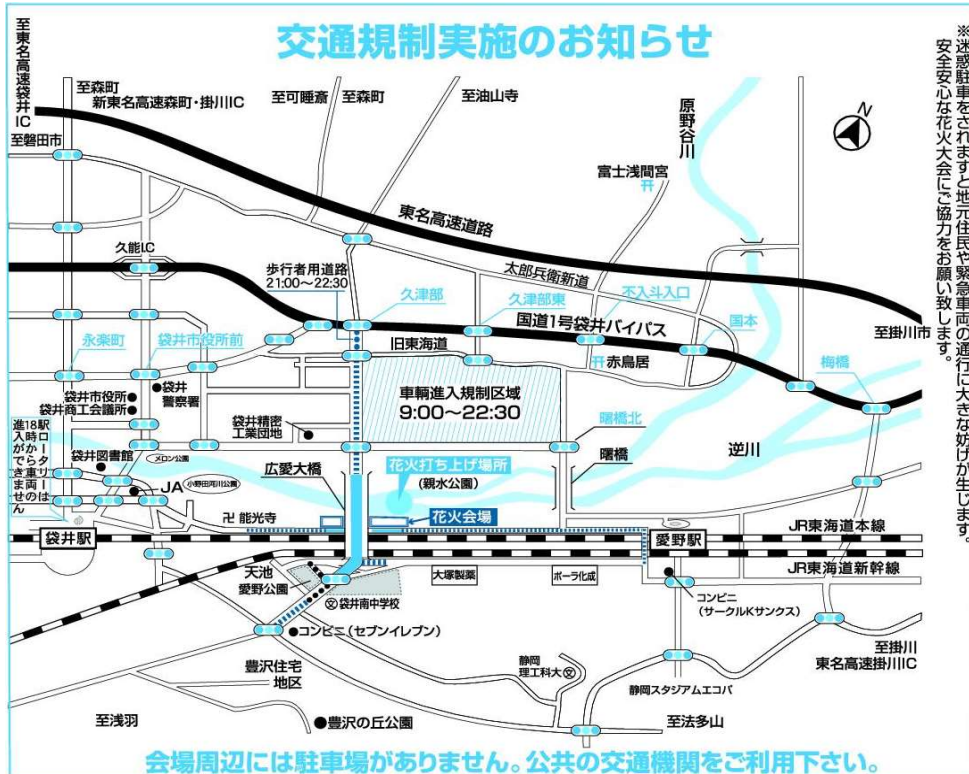 交通規制実施のお知らせ
※迷惑駐車をされますと地元住民や緊急車両の通行に大きな妨げが生じます。
安全安心な花火大会にご協力をお願い致します。
至東名高速袋井IC
至森町
新東名高速森町・掛川IC
至磐田市
至可睡斎
至森町
至油山寺
原野谷川
N
富士浅間宮
東名高速道路
太郎兵衛新道
久能IC
歩行者用道路
21:00〜22:30
久津部
久津部東
不入斗入口
国道1号袋井バイパス
国本
至掛川市
永楽町
袋井市役所前
旧東海道
赤鳥居
梅橋
袋井警察署
袋井市役所
袋井商工会議所
車輌進入規制区域
9:00〜22:30
袋井精密
工業団地
曙橋北
駅ロータリーは
18時から車両の
進入ができません
袋井図書館
メロン公園
広愛大橋
花火打ち上げ場所
(親水公園)
曙橋
逆川
JA
小野田河川公園
卍 能光寺
花火会場
袋井駅
愛野駅
JR東海道本線
JR東海道新幹線
天池
愛野公園
大塚製薬
ポーラ化成
文 袋井南中学校
コンビニ
(サークルKサンクス)
コンビニ(セブンイレブン)
豊沢住宅
地区
静岡
理工科大 文
至掛川
東名高速掛川IC
静岡スタジアムエコパ
至浅羽
豊沢の丘公園
至法多山
会場周辺には駐車場がありません。公共の交通機関をご利用下さい。